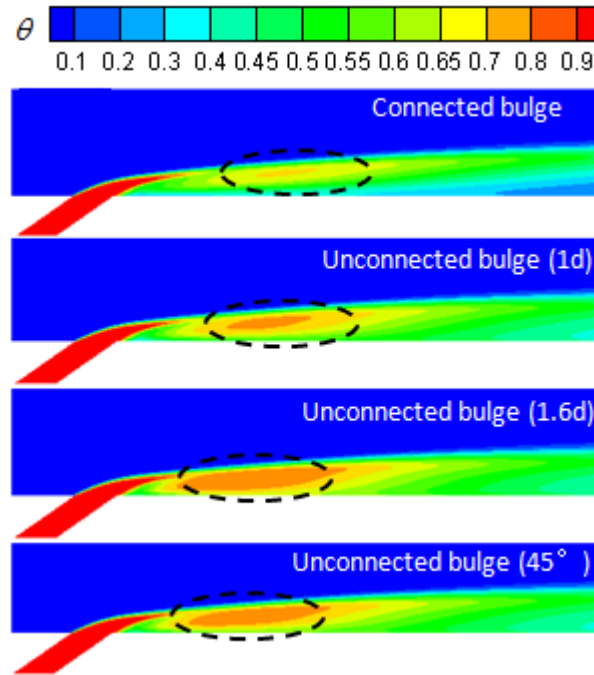 θ
0.1 0.2 0.3 0.4 0.45 0.5 0.55 0.6 0.65 0.7 0.8 0.9
Connected bulge
Unconnected bulge (1d)
Unconnected bulge (1.6d)
Unconnected bulge (45°)